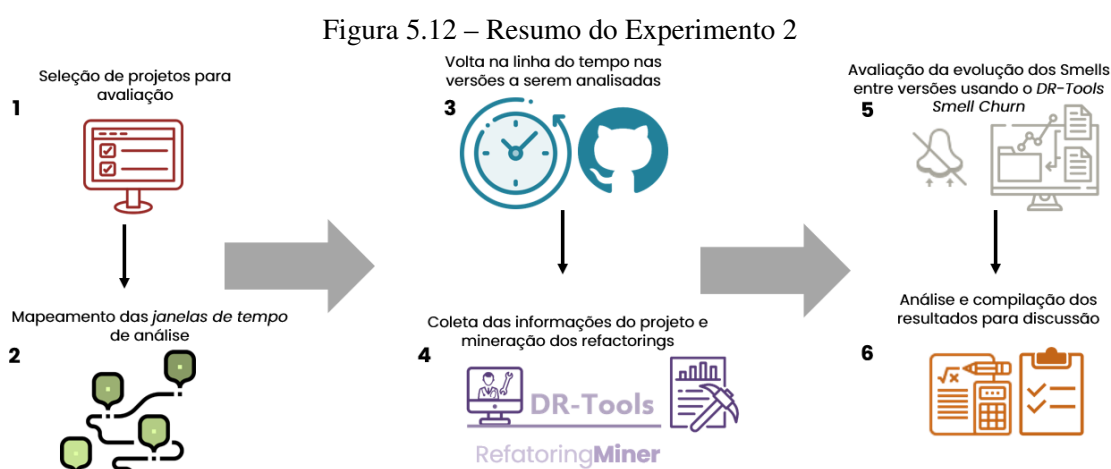 Figura 5.12 – Resumo do Experimento 2
Seleção de projetos para
avaliação
1
Mapeamento das janelas de tempo
de análise
2
Volta na linha do tempo nas
versões a serem analisadas
3
Coleta das informações do projeto e
mineração dos refactorings
4
DR-Tools
RefatoringMiner
Avaliação da evolução dos Smells
entre versões usando o DR-Tools
Smell Churn
5
Análise e compilação dos
resultados para discussão
6
√x